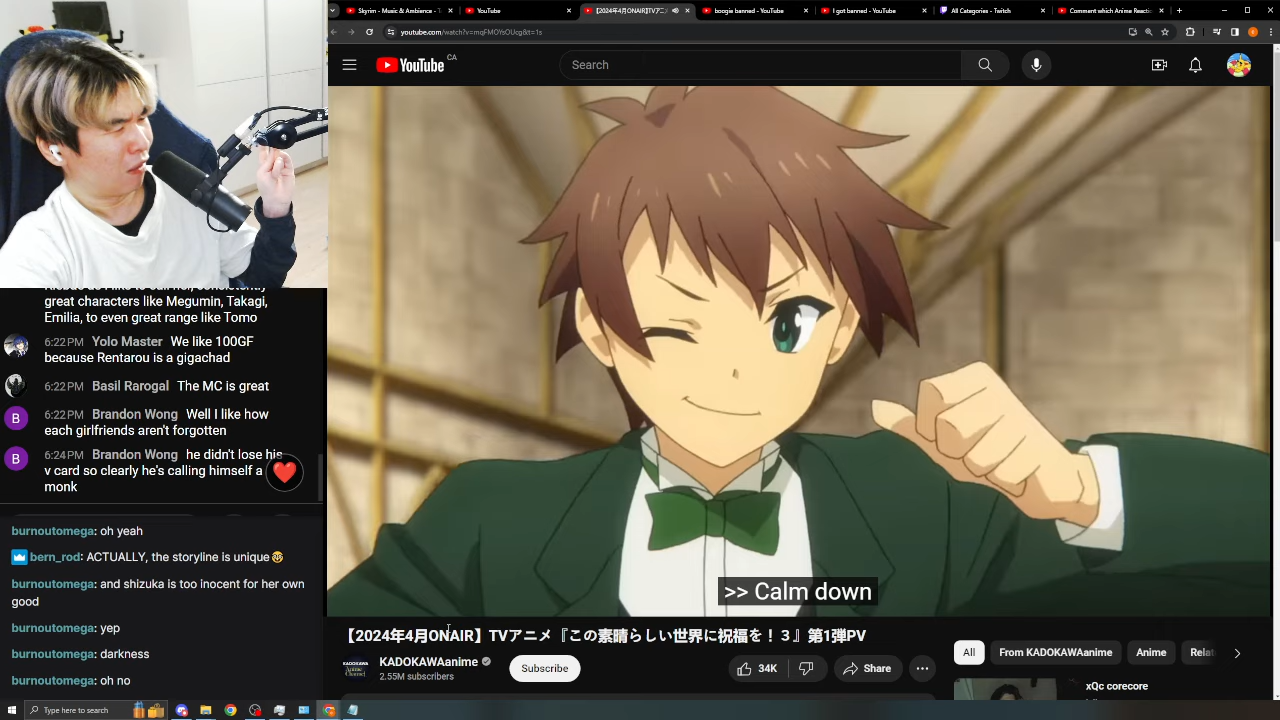 Skyrim - Music & Ambience - T
YouTube
【2024年4月ONAIR】TVアニメ
boogie banned - YouTube
I got banned - YouTube
All Categories - Twitch
Comment which Anime React
youtube.com/watch?v=mqFMOYsOUcg&t=1s
YouTube CA
Search
great characters like Megumin, Takagi,
Emilia, to even great range like Tomo
6:22 PM Yolo Master We like 100GF
because Rentarou is a gigachad
6:22 PM Basil Rarogal The MC is great
B 6:22 PM Brandon Wong Well I like how
each girlfriends aren't forgotten
B 6:24 PM Brandon Wong he didn't lose his
v card so clearly he's calling himself a
monk
burnoutomega: oh yeah
bern_rod: ACTUALLY, the storyline is unique
burnoutomega: and shizuka is too inocent for her own
good
burnoutomega: yep
burnoutomega: darkness
burnoutomega: oh no
>> Calm down
【2024年4月ONAIR】TVアニメ『この素晴らしい世界に祝福を！３』第1弾PV
KADOKAWAanime
2.55M subscribers
Subscribe
34K
Share
All
From KADOKAWAanime
Anime
Relat
xQc corecore
Type here to search